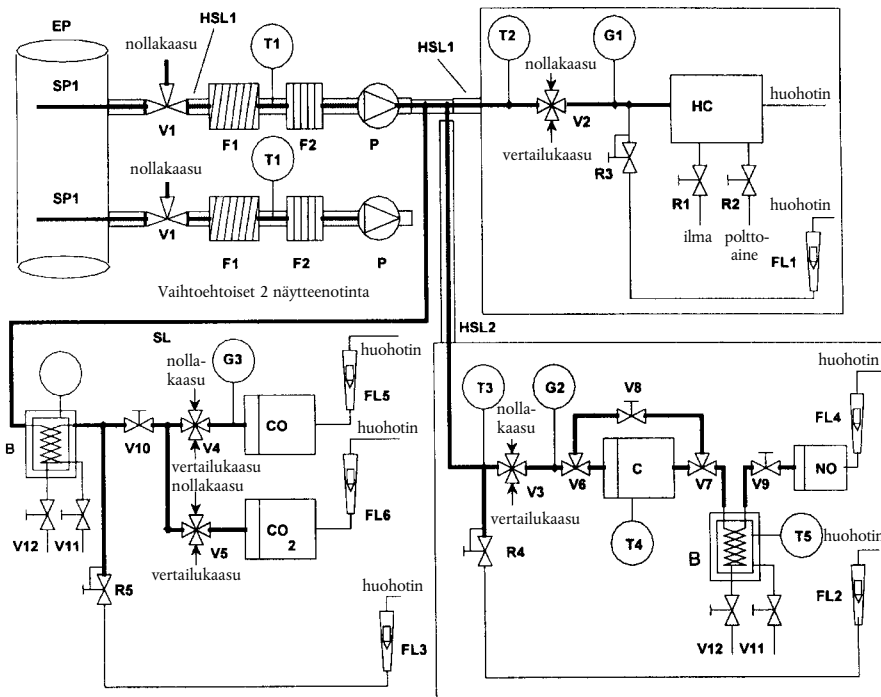 EP
SP1
nollakaasu
HSL1
T1
V1
F1
F2
P
SP1
nollakaasu
T1
V1
F1
F2
P
Vaihtoehtoiset 2 näytteenotinta
HSL1
T2
nollakaasu
G1
V2
vertailukaasu
HC
huohotin
R3
R1
R2
ilma
poltto-
aine
huohotin
FL1
HSL2
SL
nolla-
kaasu
G3
huohotin
FL5
B
V10
V4
CO
vertailukaasu
nollakaasu
huohotin
FL6
V5
CO
2
vertailukaasu
V12
V11
R5
huohotin
FL3
T3
nolla-
kaasu
G2
V8
huohotin
FL4
V3
V6
C
V7
V9
NO
vertailukaasu
R4
T4
B
T5
huohotin
FL2
V12
V11